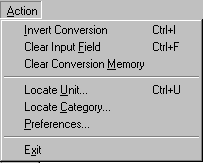 Action
Invert Conversion Ctrl+I
Clear Input Field Ctrl+F
Clear Conversion Memory
Locate Unit... Ctrl+U
Locate Category...
Preferences...
Exit